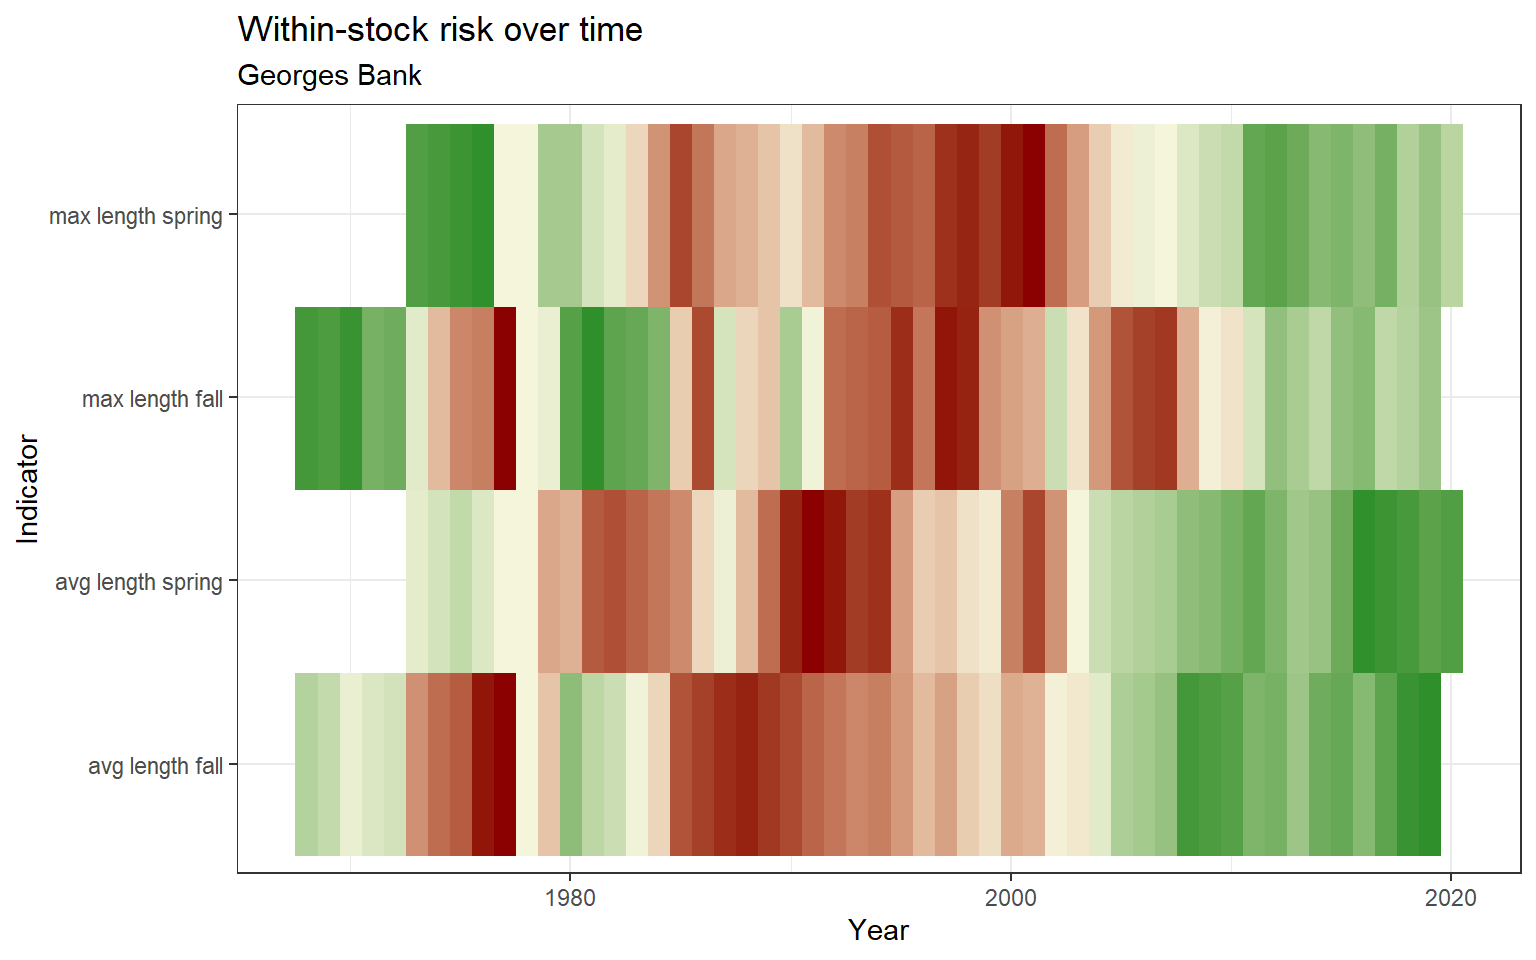 Within-stock risk over time
Georges Bank
max length spring
max length fall
avg length spring
avg length fall
Indicator
1980
2000
2020
Year